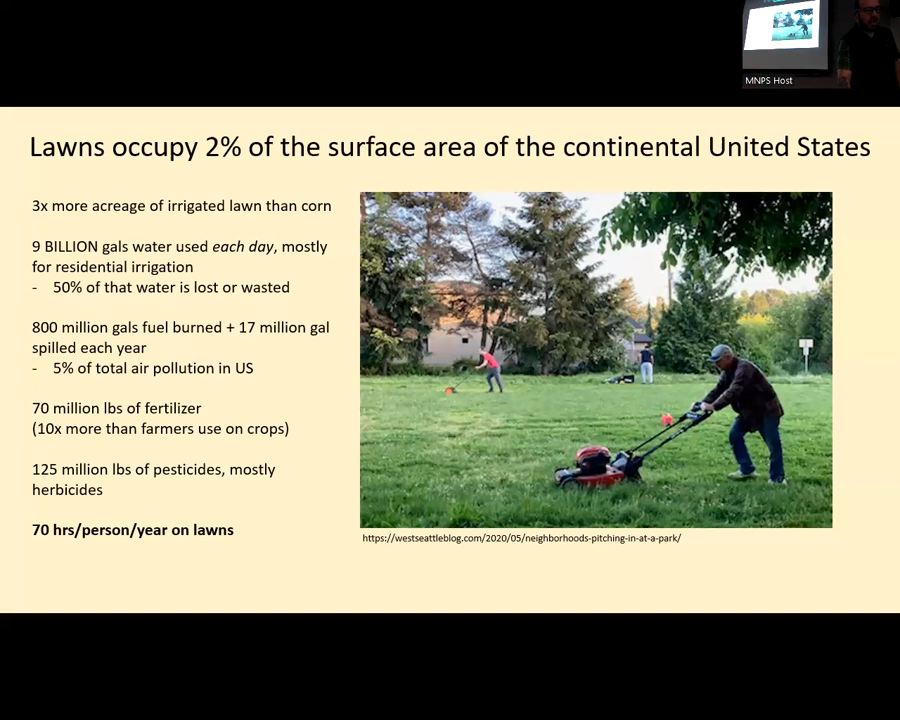 MNPS Host
Lawns occupy 2% of the surface area of the continental United States
3x more acreage of irrigated lawn than corn
9 BILLION gals water used each day, mostly
for residential irrigation
- 50% of that water is lost or wasted
800 million gals fuel burned + 17 million gal
spilled each year
- 5% of total air pollution in US
70 million lbs of fertilizer
(10x more than farmers use on crops)
125 million lbs of pesticides, mostly
herbicides
70 hrs/person/year on lawns
https://westseattleblog.com/2020/05/neighborhoods-pitching-in-at-a-park/